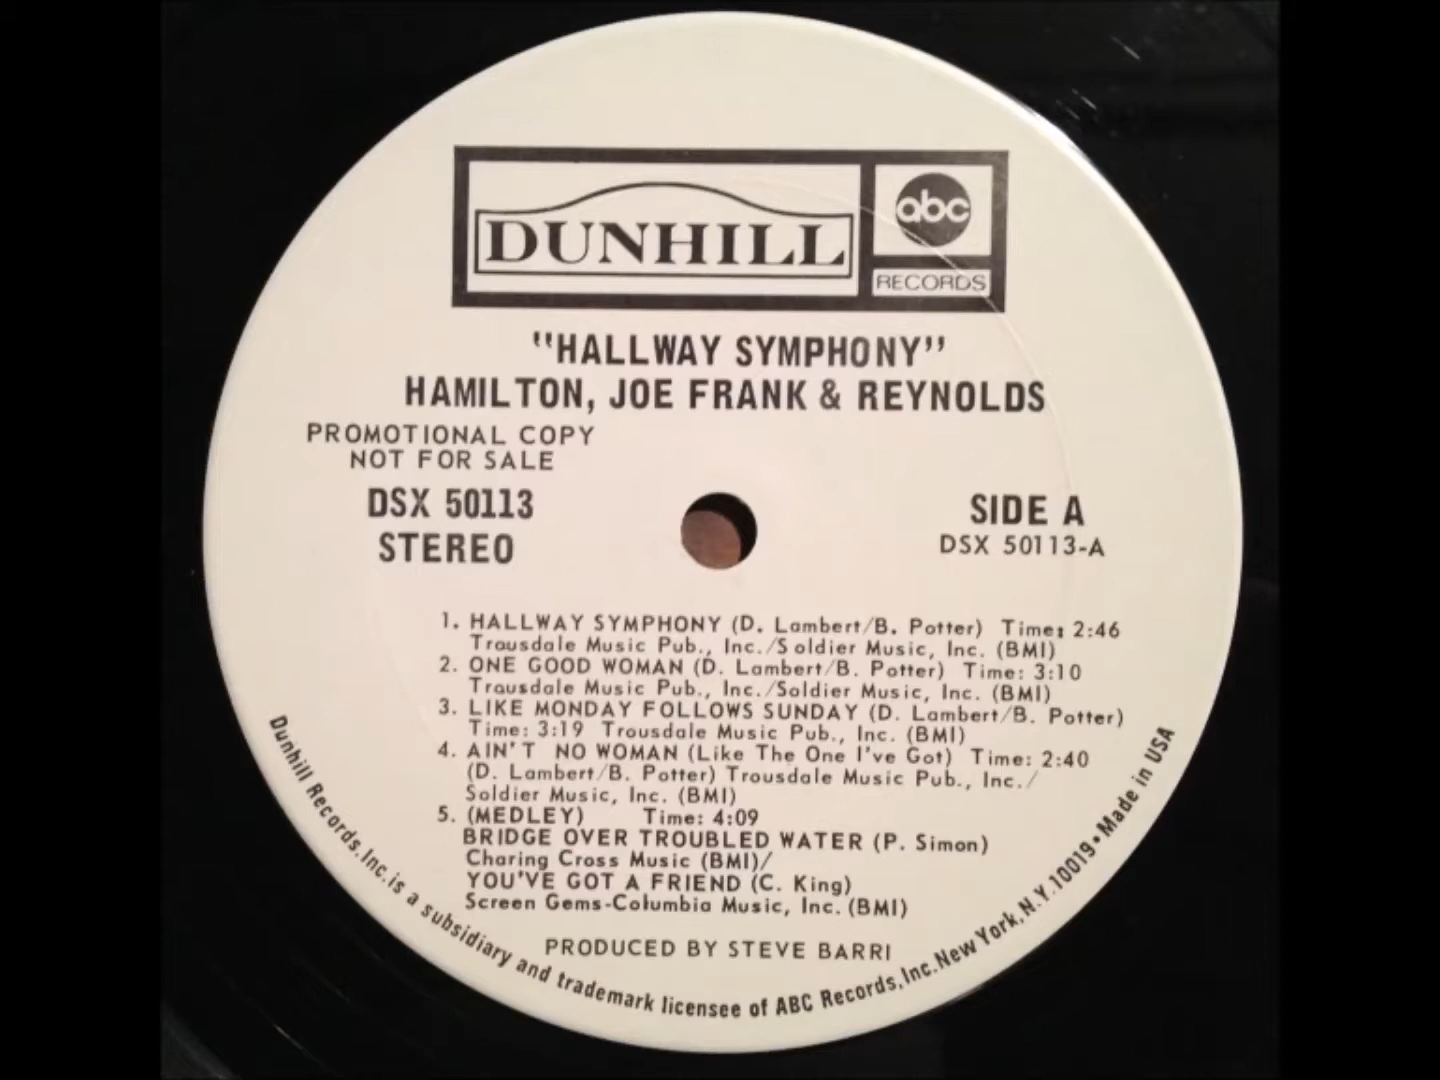 DUNHILL
abc
RECORDS
"HALLWAY SYMPHONY"
HAMILTON, JOE FRANK & REYNOLDS
PROMOTIONAL COPY
NOT FOR SALE
DSX 50113
STEREO
SIDE A
DSX 50113-A
1. HALLWAY SYMPHONY (D. Lambert/B. Potter) Time: 2:46
Trousdale Music Pub., Inc./Soldier Music, Inc. (BMI)
2. ONE GOOD WOMAN (D. Lambert/B. Potter) Time: 3:10
Trousdale Music Pub., Inc./Soldier Music, Inc. (BMI)
3. LIKE MONDAY FOLLOWS SUNDAY (D. Lambert/B. Potter)
Time: 3:19 Trousdale Music Pub., Inc. (BMI)
4. AIN'T NO WOMAN (Like The One I've Got) Time: 2:40
(D. Lambert/B. Potter) Trousdale Music Pub., Inc./
Soldier Music, Inc. (BMI)
5. (MEDLEY) Time: 4:09
BRIDGE OVER TROUBLED WATER (P. Simon)
Charing Cross Music (BMI)/
YOU'VE GOT A FRIEND (C. King)
Screen Gems-Columbia Music, Inc. (BMI)
PRODUCED BY STEVE BARRI
Dunhill Records, Inc. is a subsidiary and trademark licensee of ABC Records, Inc. New York, N.Y. 10019 • Made in USA